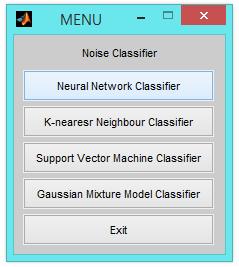 MENU
Noise Classifier
Neural Network Classifier
K-nearesr Neighbour Classifier
Support Vector Machine Classifier
Gaussian Mixture Model Classifier
Exit